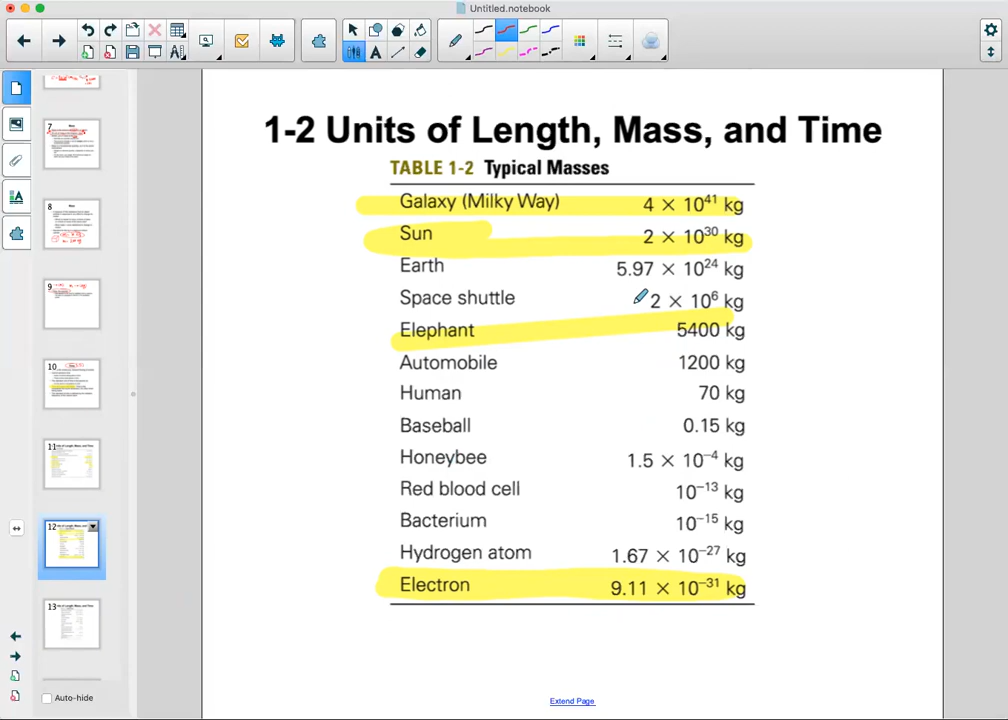 Untitled.notebook
1-2 Units of Length, Mass, and Time
TABLE 1-2 Typical Masses
Galaxy (Milky Way) 4 × 10⁴¹ kg
Sun 2 × 10³⁰ kg
Earth 5.97 × 10²⁴ kg
Space shuttle 2 × 10⁶ kg
Elephant 5400 kg
Automobile 1200 kg
Human 70 kg
Baseball 0.15 kg
Honeybee 1.5 × 10⁻⁴ kg
Red blood cell 10⁻¹³ kg
Bacterium 10⁻¹⁵ kg
Hydrogen atom 1.67 × 10⁻²⁷ kg
Electron 9.11 × 10⁻³¹ kg
Extend Page
7
8
9
10
11
12
13
Auto-hide